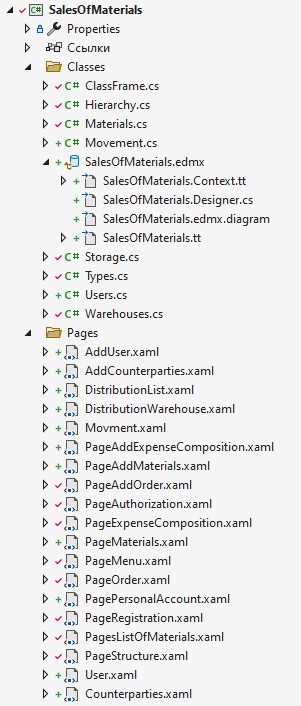 SalesOfMaterials
Properties
Ссылки
Classes
ClassFrame.cs
Hierarchy.cs
Materials.cs
Movement.cs
SalesOfMaterials.edmx
SalesOfMaterials.Context.tt
SalesOfMaterials.Designer.cs
SalesOfMaterials.edmx.diagram
SalesOfMaterials.tt
Storage.cs
Types.cs
Users.cs
Warehouses.cs
Pages
AddUser.xaml
AddCounterparties.xaml
DistributionList.xaml
DistributionWarehouse.xaml
Movment.xaml
PageAddExpenseComposition.xaml
PageAddMaterials.xaml
PageAddOrder.xaml
PageAuthorization.xaml
PageExpenseComposition.xaml
PageMaterials.xaml
PageMenu.xaml
PageOrder.xaml
PagePersonalAccount.xaml
PageRegistration.xaml
PagesListOfMaterials.xaml
PageStructure.xaml
User.xaml
Counterparties.xaml